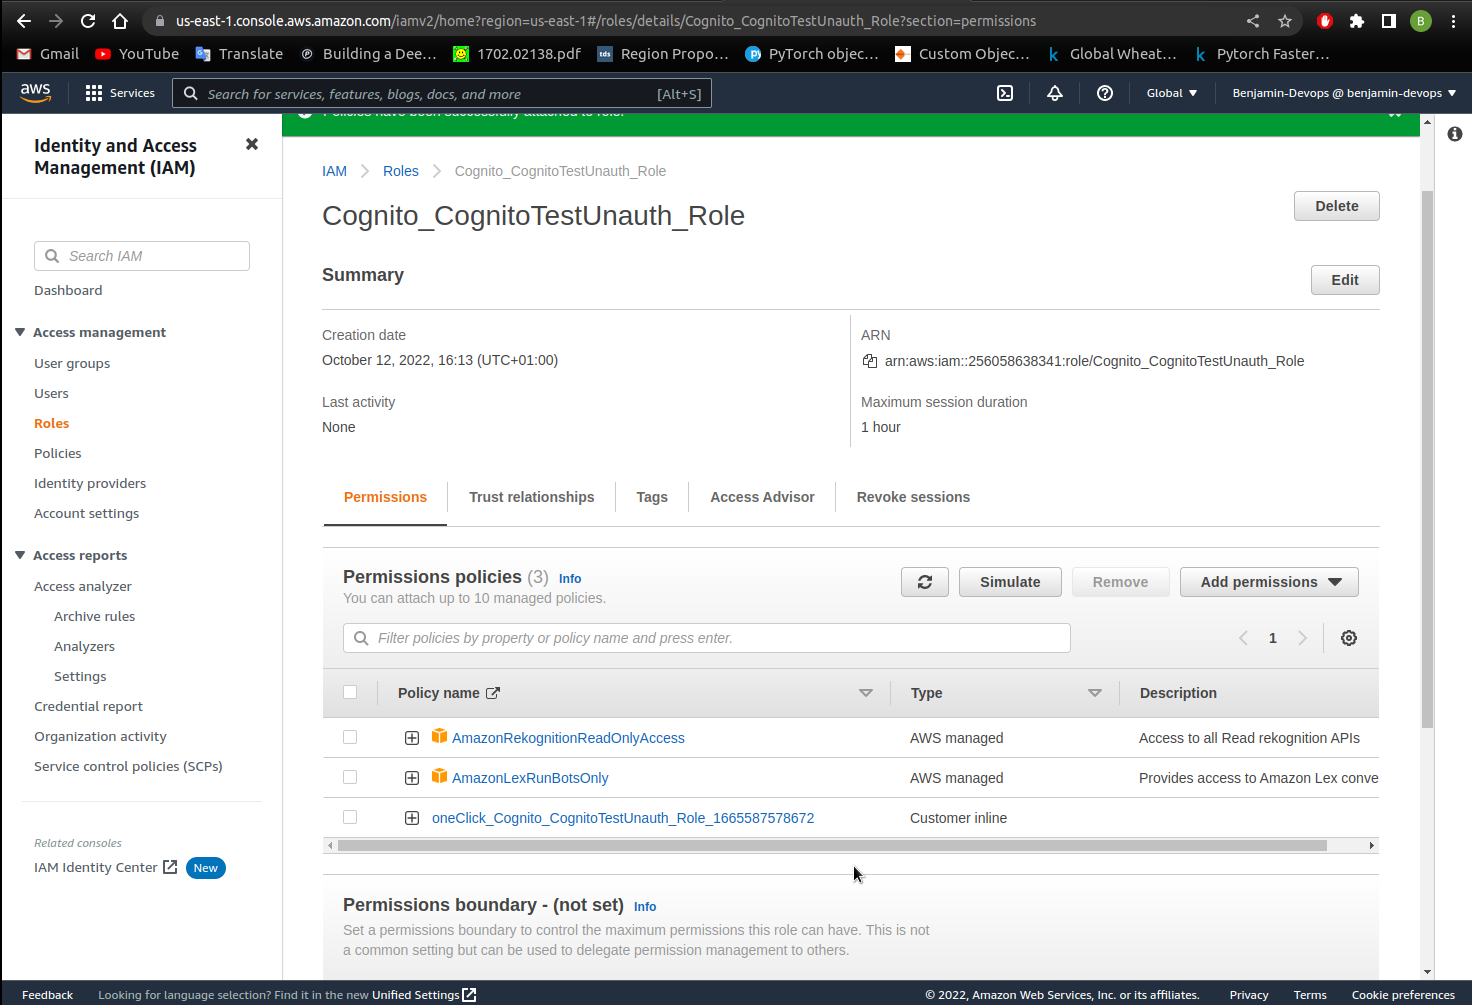 us-east-1.console.aws.amazon.com/iamv2/home?region=us-east-1#/roles/details/Cognito_CognitoTestUnauth_Role?section=permissions
B
Gmail YouTube Translate Building a Dee... 1702.02138.pdf tds Region Propo... PyTorch objec... Custom Objec... k Global Wheat... k Pytorch Faster...
aws Services Search for services, features, blogs, docs, and more [Alt+S] Global Benjamin-Devops @ benjamin-devops
Policies have been successfully attached to role.
Identity and Access
Management (IAM)
Search IAM
Dashboard
Access management
User groups
Users
Roles
Policies
Identity providers
Account settings
Access reports
Access analyzer
Archive rules
Analyzers
Settings
Credential report
Organization activity
Service control policies (SCPs)
Related consoles
IAM Identity Center New
IAM Roles Cognito_CognitoTestUnauth_Role
Cognito_CognitoTestUnauth_Role
Delete
Summary
Edit
Creation date
October 12, 2022, 16:13 (UTC+01:00)
Last activity
None
ARN
arn:aws:iam::256058638341:role/Cognito_CognitoTestUnauth_Role
Maximum session duration
1 hour
Permissions Trust relationships Tags Access Advisor Revoke sessions
Permissions policies (3) Info
You can attach up to 10 managed policies.
Simulate Remove Add permissions
Filter policies by property or policy name and press enter.
1
Policy name Type Description
AmazonRekognitionReadOnlyAccess AWS managed Access to all Read rekognition APIs
AmazonLexRunBotsOnly AWS managed Provides access to Amazon Lex conve
oneClick_Cognito_CognitoTestUnauth_Role_1665587578672 Customer inline
Permissions boundary - (not set) Info
Set a permissions boundary to control the maximum permissions this role can have. This is not
a common setting but can be used to delegate permission management to others.
Feedback Looking for language selection? Find it in the new Unified Settings © 2022, Amazon Web Services, Inc. or its affiliates. Privacy Terms Cookie preferences